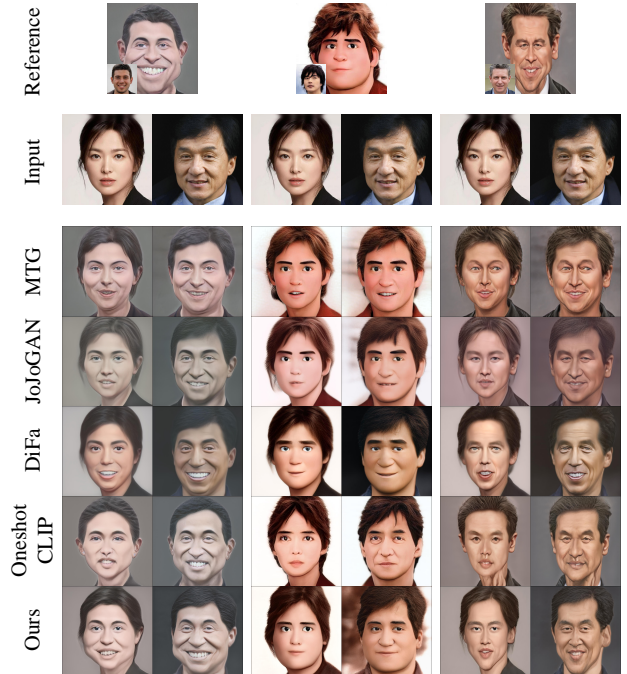 Reference
Input
MTG
JoJoGAN
DiFa
Oneshot
CLIP
Ours